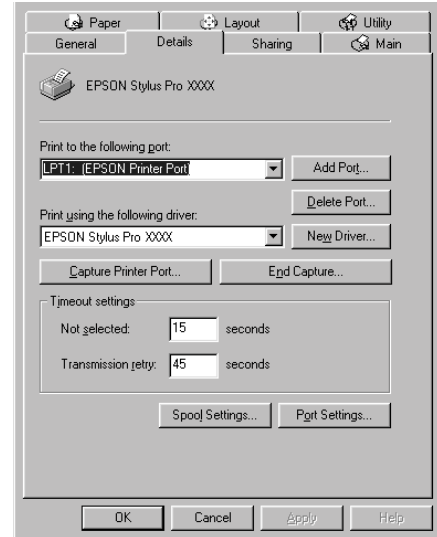 Paper Layout Utility
General Details Sharing Main
EPSON Stylus Pro XXXX
Print to the following port:
LPT1: (EPSON Printer Port) Add Port...
Delete Port...
Print using the following driver:
EPSON Stylus Pro XXXX New Driver...
Capture Printer Port... End Capture...
Timeout settings
Not selected: 15 seconds
Transmission retry: 45 seconds
Spool Settings... Port Settings...
OK Cancel Apply Help